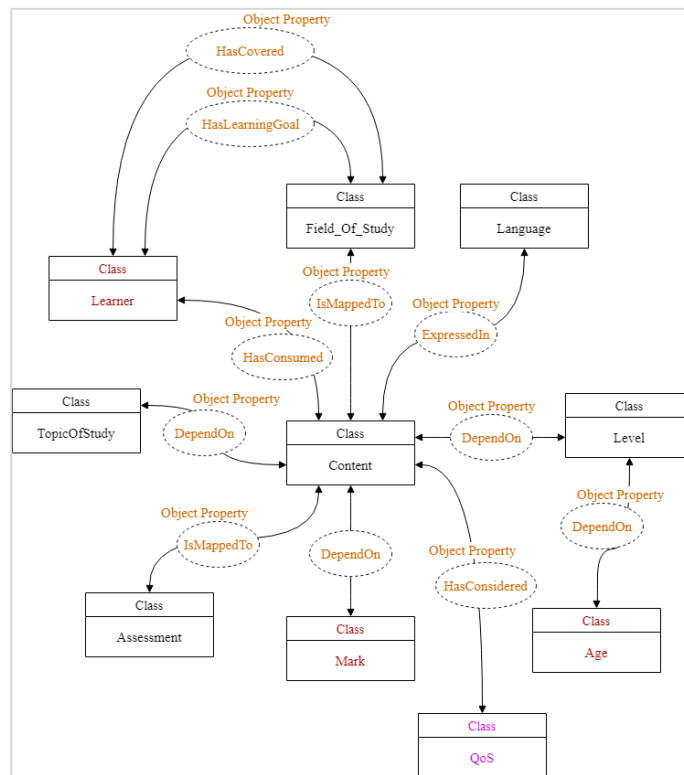 Object Property
HasCovered
Object Property
HasLearningGoal
Class
Field_Of_Study
Class
Language
Class
Learner
Object Property
IsMappedTo
Object Property
ExpressedIn
Object Property
HasConsumed
Class
TopicOfStudy
Object Property
DependOn
Class
Content
Object Property
DependOn
Class
Level
Object Property
IsMappedTo
DependOn
Object Property
HasConsidered
Object Property
DependOn
Class
Assessment
Class
Mark
Class
Age
Class
QoS